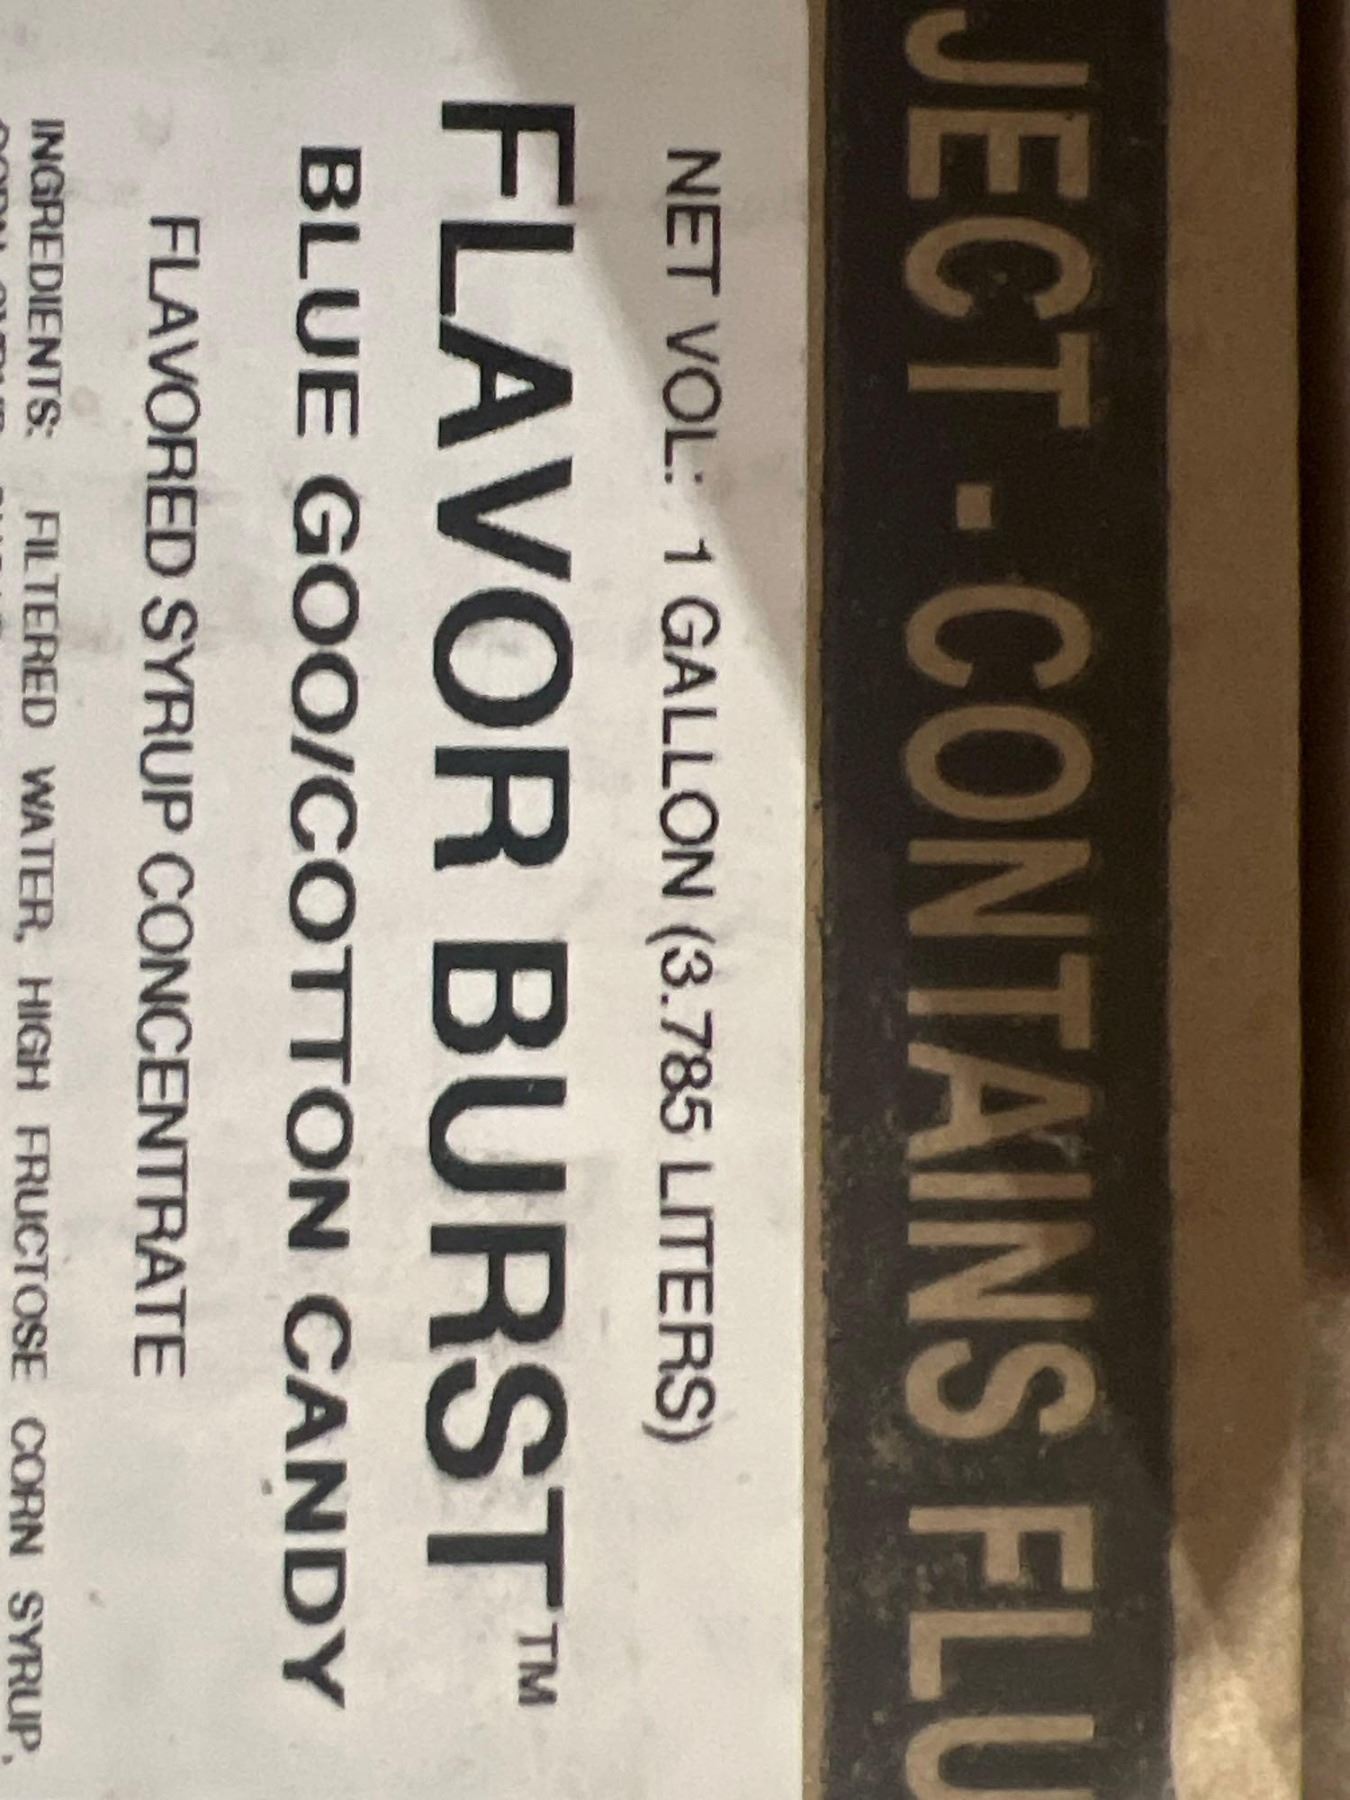 JECT - CONTAINS FLU
NET VOL: 1 GALLON (3.785 LITERS)
FLAVOR BURST™
BLUE GOO/COTTON CANDY
FLAVORED SYRUP CONCENTRATE
INGREDIENTS: FILTERED WATER, HIGH FRUCTOSE CORN SYRUP,